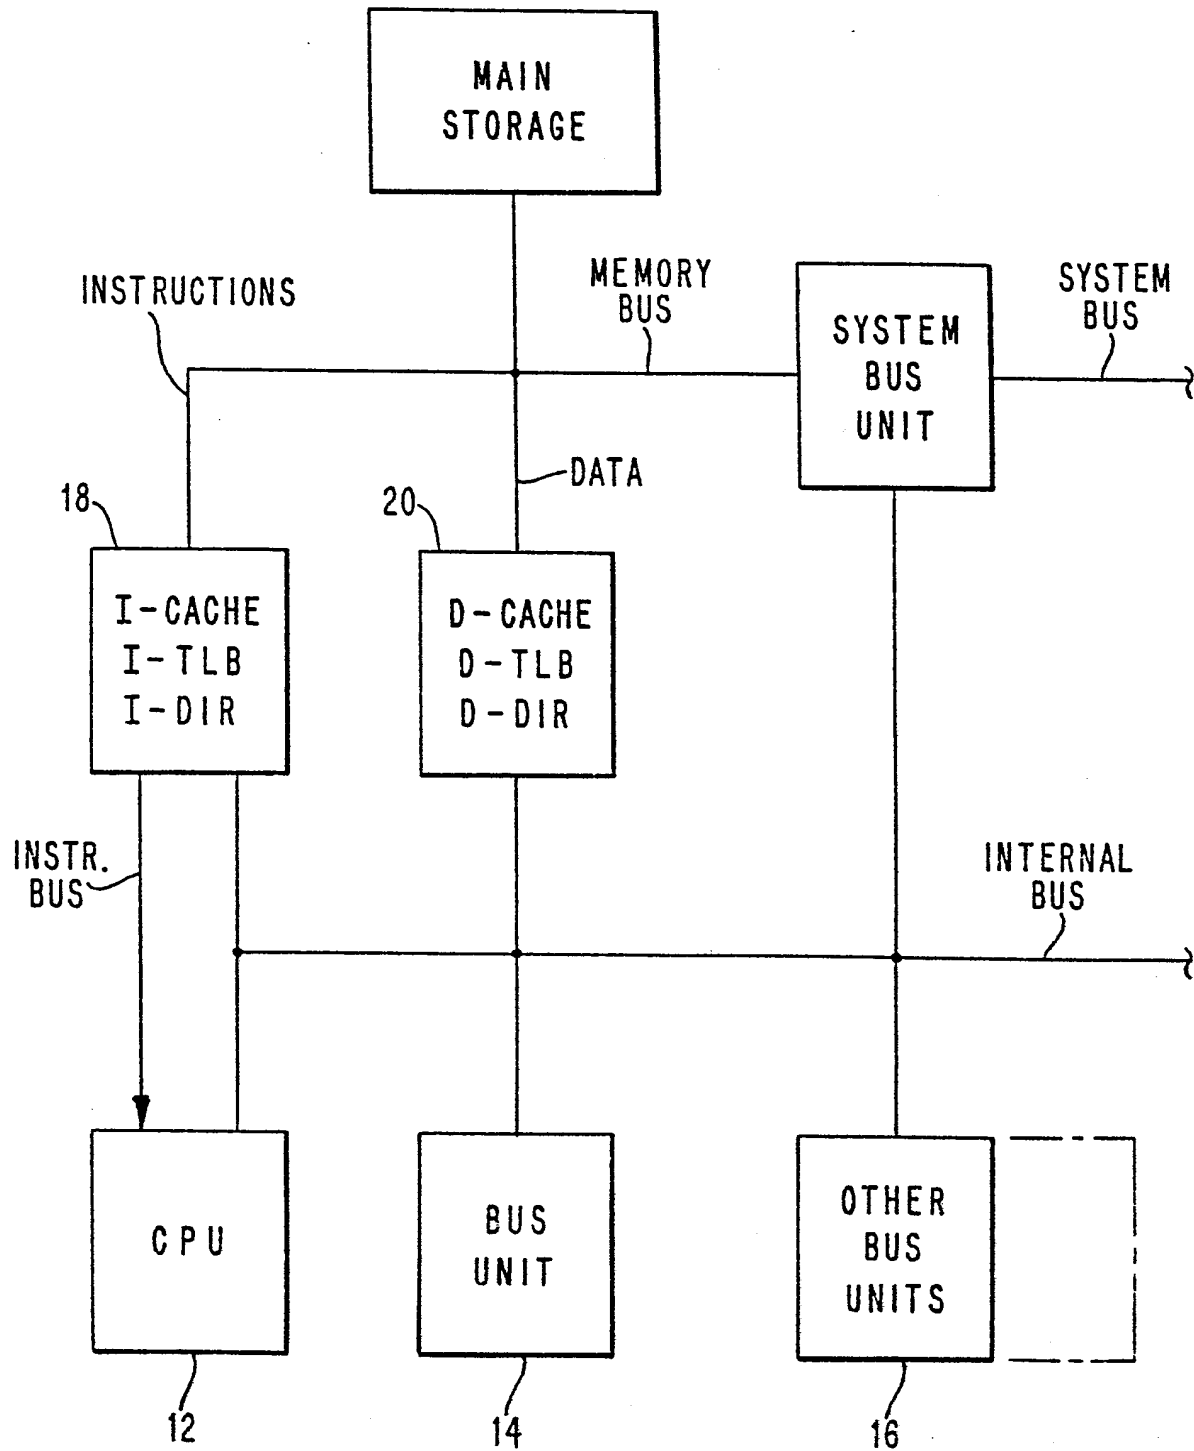 MAIN
STORAGE
INSTRUCTIONS
MEMORY
BUS
SYSTEM
BUS
UNIT
SYSTEM
BUS
DATA
18
20
I-CACHE
I-TLB
I-DIR
D-CACHE
D-TLB
D-DIR
INSTR.
BUS
INTERNAL
BUS
CPU
BUS
UNIT
OTHER
BUS
UNITS
12
14
16